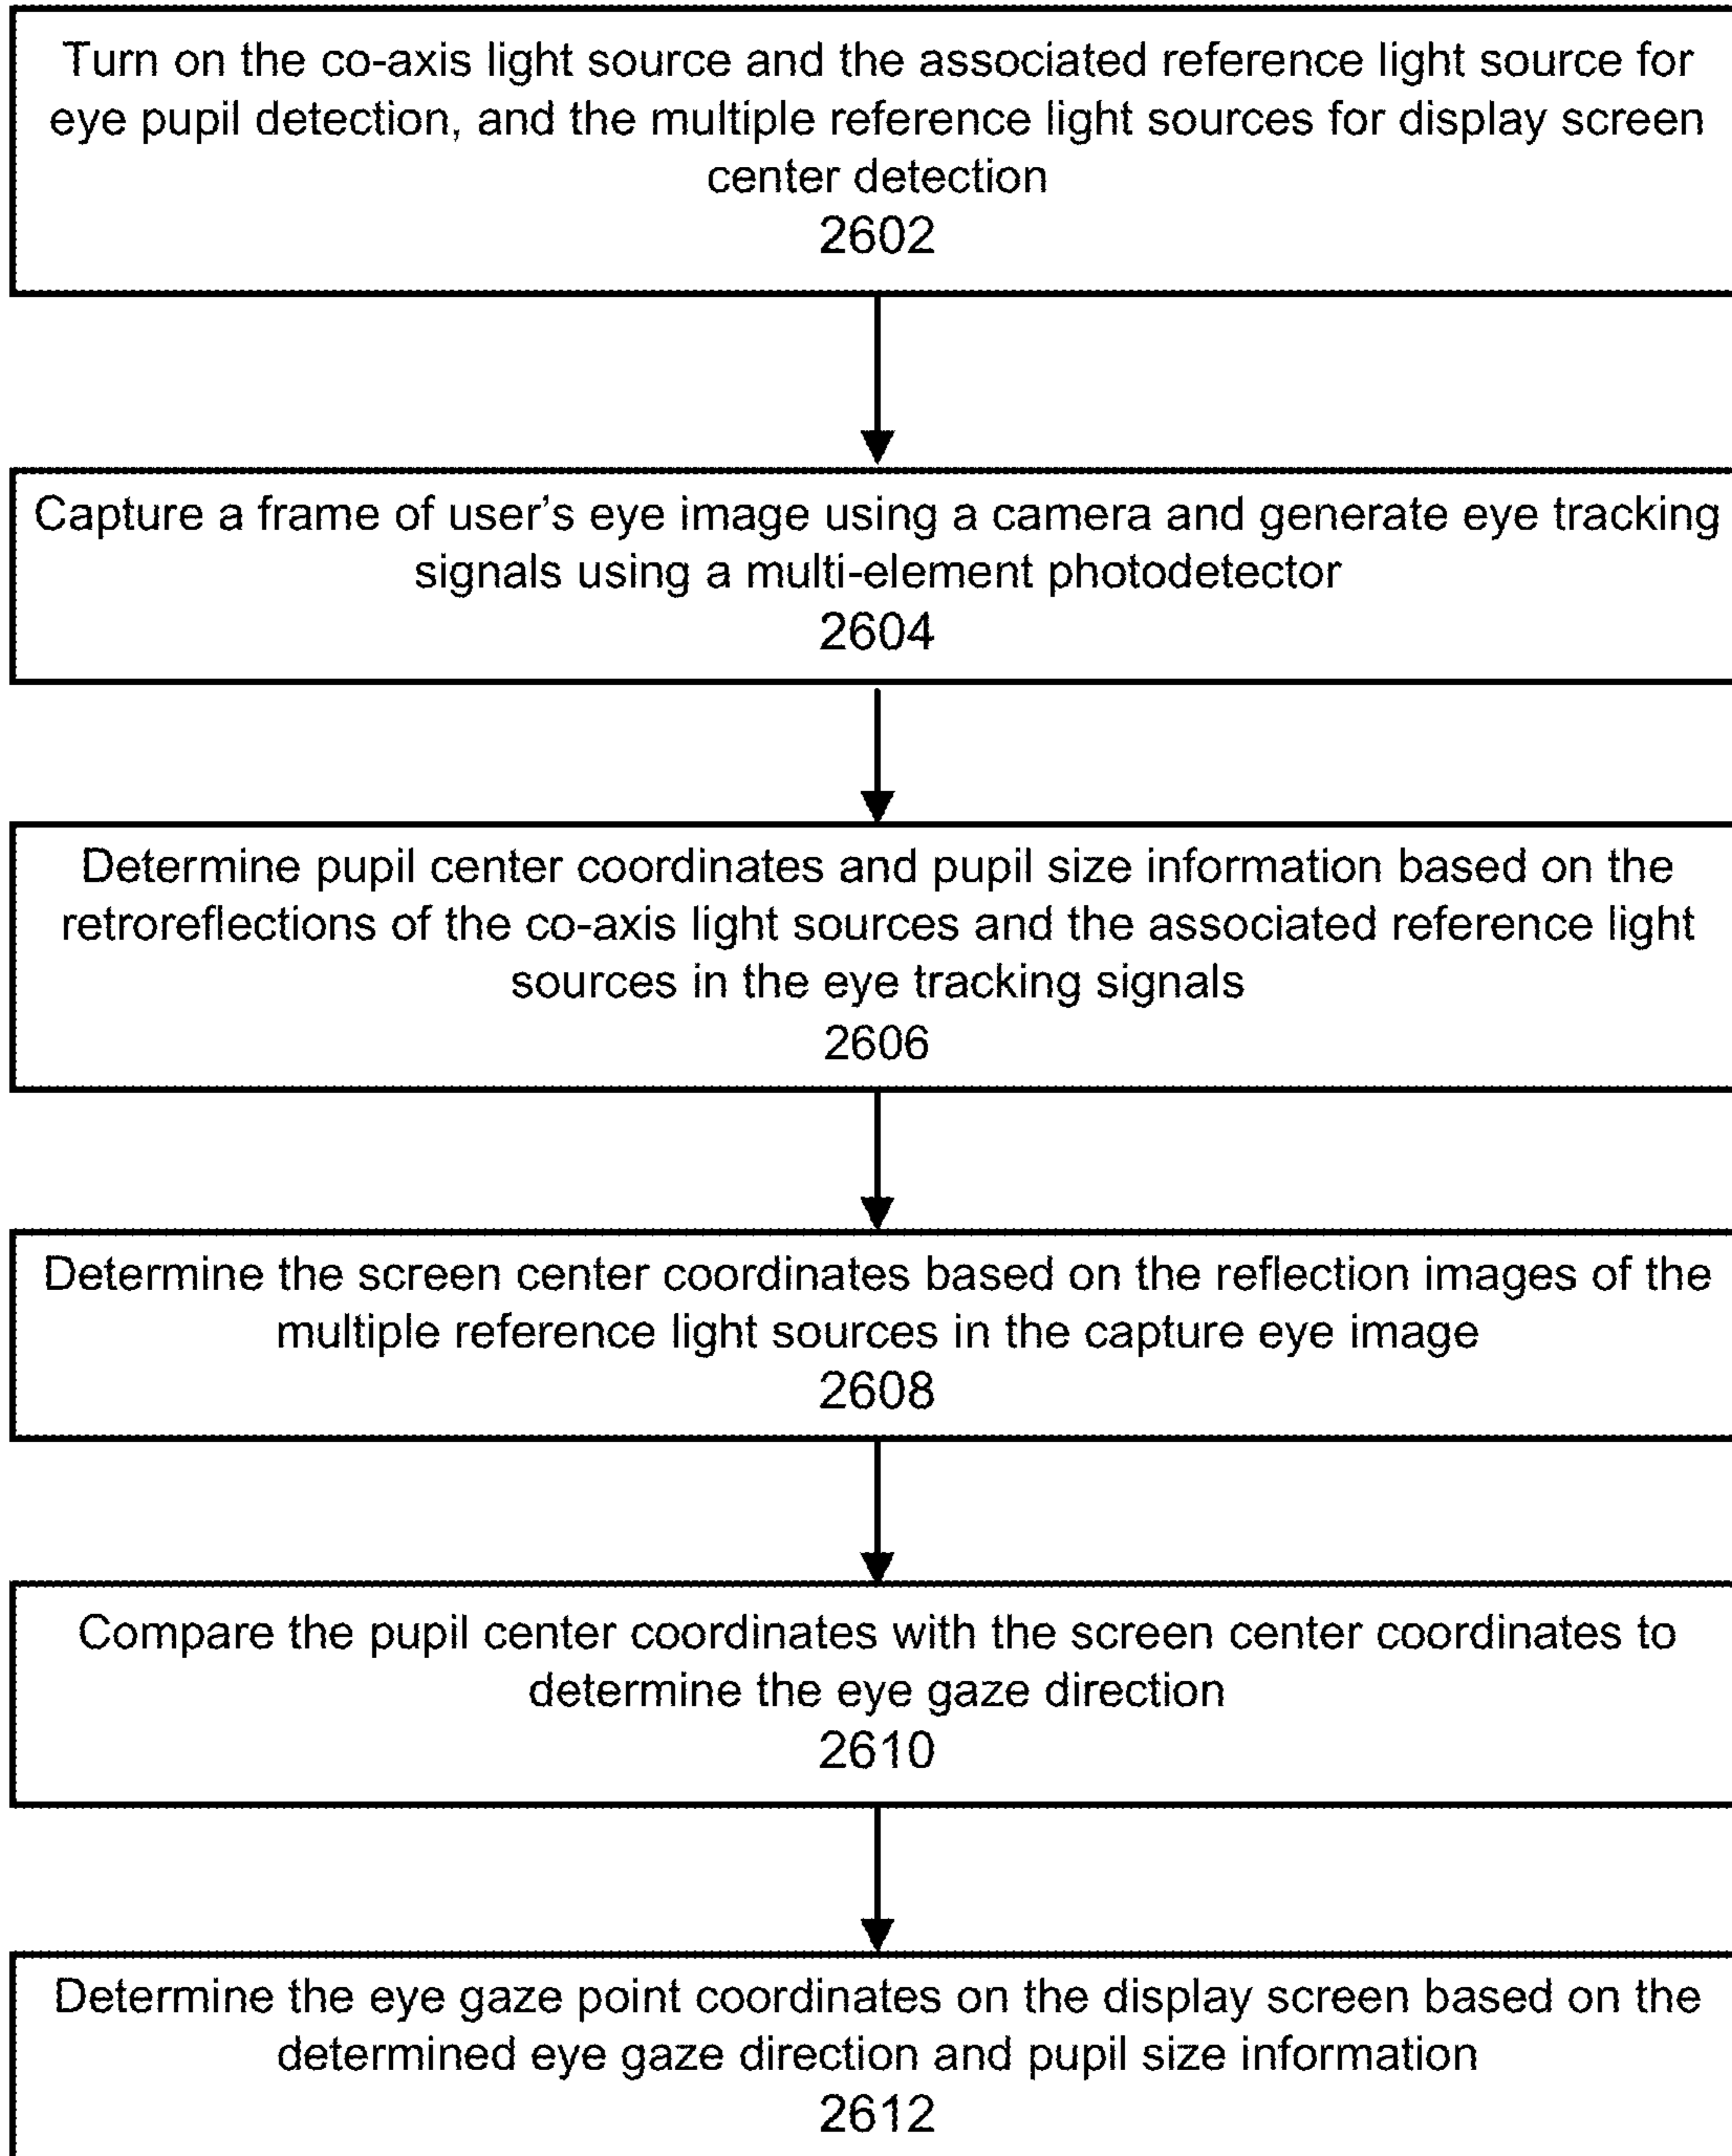 Turn on the co-axis light source and the associated reference light source for
eye pupil detection, and the multiple reference light sources for display screen
center detection
2602
Capture a frame of user's eye image using a camera and generate eye tracking
signals using a multi-element photodetector
2604
Determine pupil center coordinates and pupil size information based on the
retroreflections of the co-axis light sources and the associated reference light
sources in the eye tracking signals
2606
Determine the screen center coordinates based on the reflection images of the
multiple reference light sources in the capture eye image
2608
Compare the pupil center coordinates with the screen center coordinates to
determine the eye gaze direction
2610
Determine the eye gaze point coordinates on the display screen based on the
determined eye gaze direction and pupil size information
2612